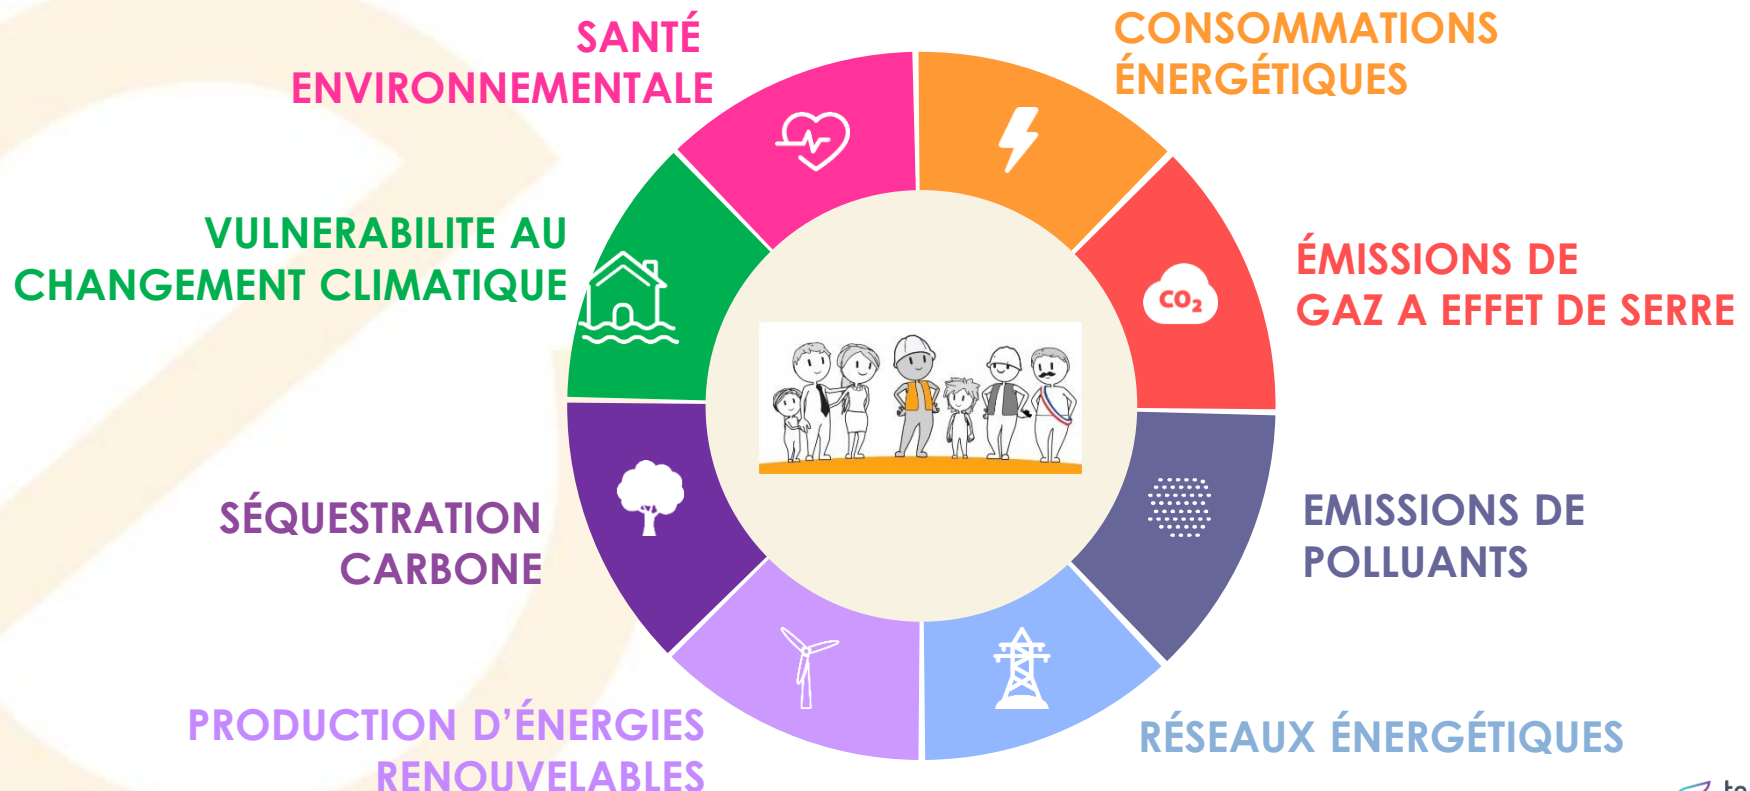 SANTÉ
ENVIRONNEMENTALE
CONSOMMATIONS
ÉNERGÉTIQUES
VULNERABILITE AU
CHANGEMENT CLIMATIQUE
ÉMISSIONS DE
GAZ A EFFET DE SERRE
CO2
SÉQUESTRATION
CARBONE
EMISSIONS DE
POLLUANTS
PRODUCTION D’ÉNERGIES
RENOUVELABLES
RÉSEAUX ÉNERGÉTIQUES